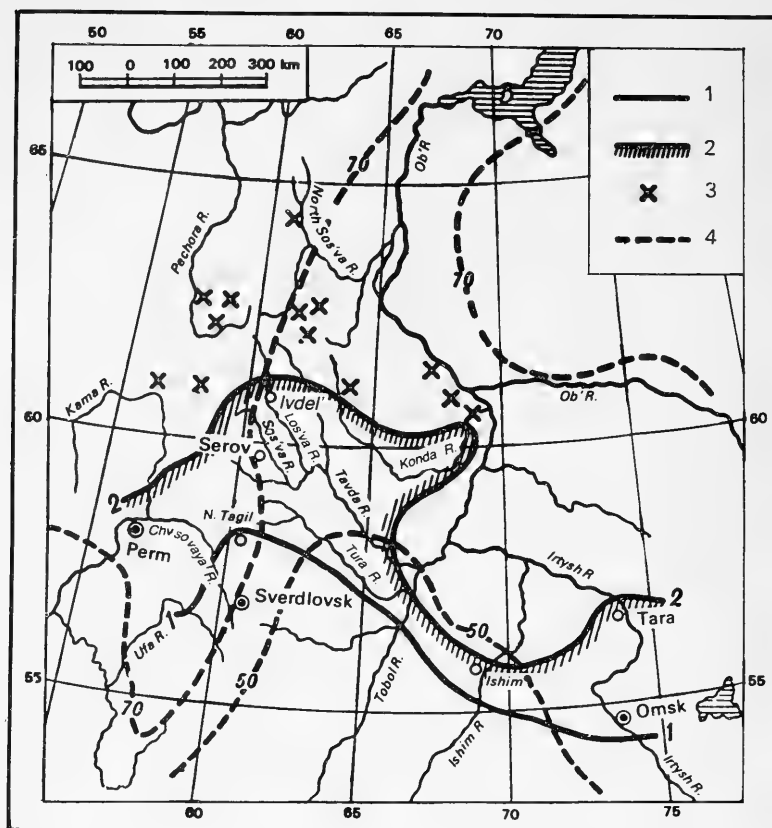 50 55 60 65 70
100 0 100 200 300 km
1
2
3
4
65
70
Ob' R
North Sos'va R.
Pechora R.
70
Kama R.
60
Ivdel'
Ob' R.
60
Serov
Sos'va R.
Los'va R.
Konda R.
2
Tavda R.
N. Tagil
Chvsovaya R.
Perm
Tura R.
Irtysh R
1
Sverdlovsk
50
2
Tara
Ufa R.
55
50
Ishim
55
70
Tobol R.
Omsk
1
Ishim R
Irtysh R.
60 65 70 75